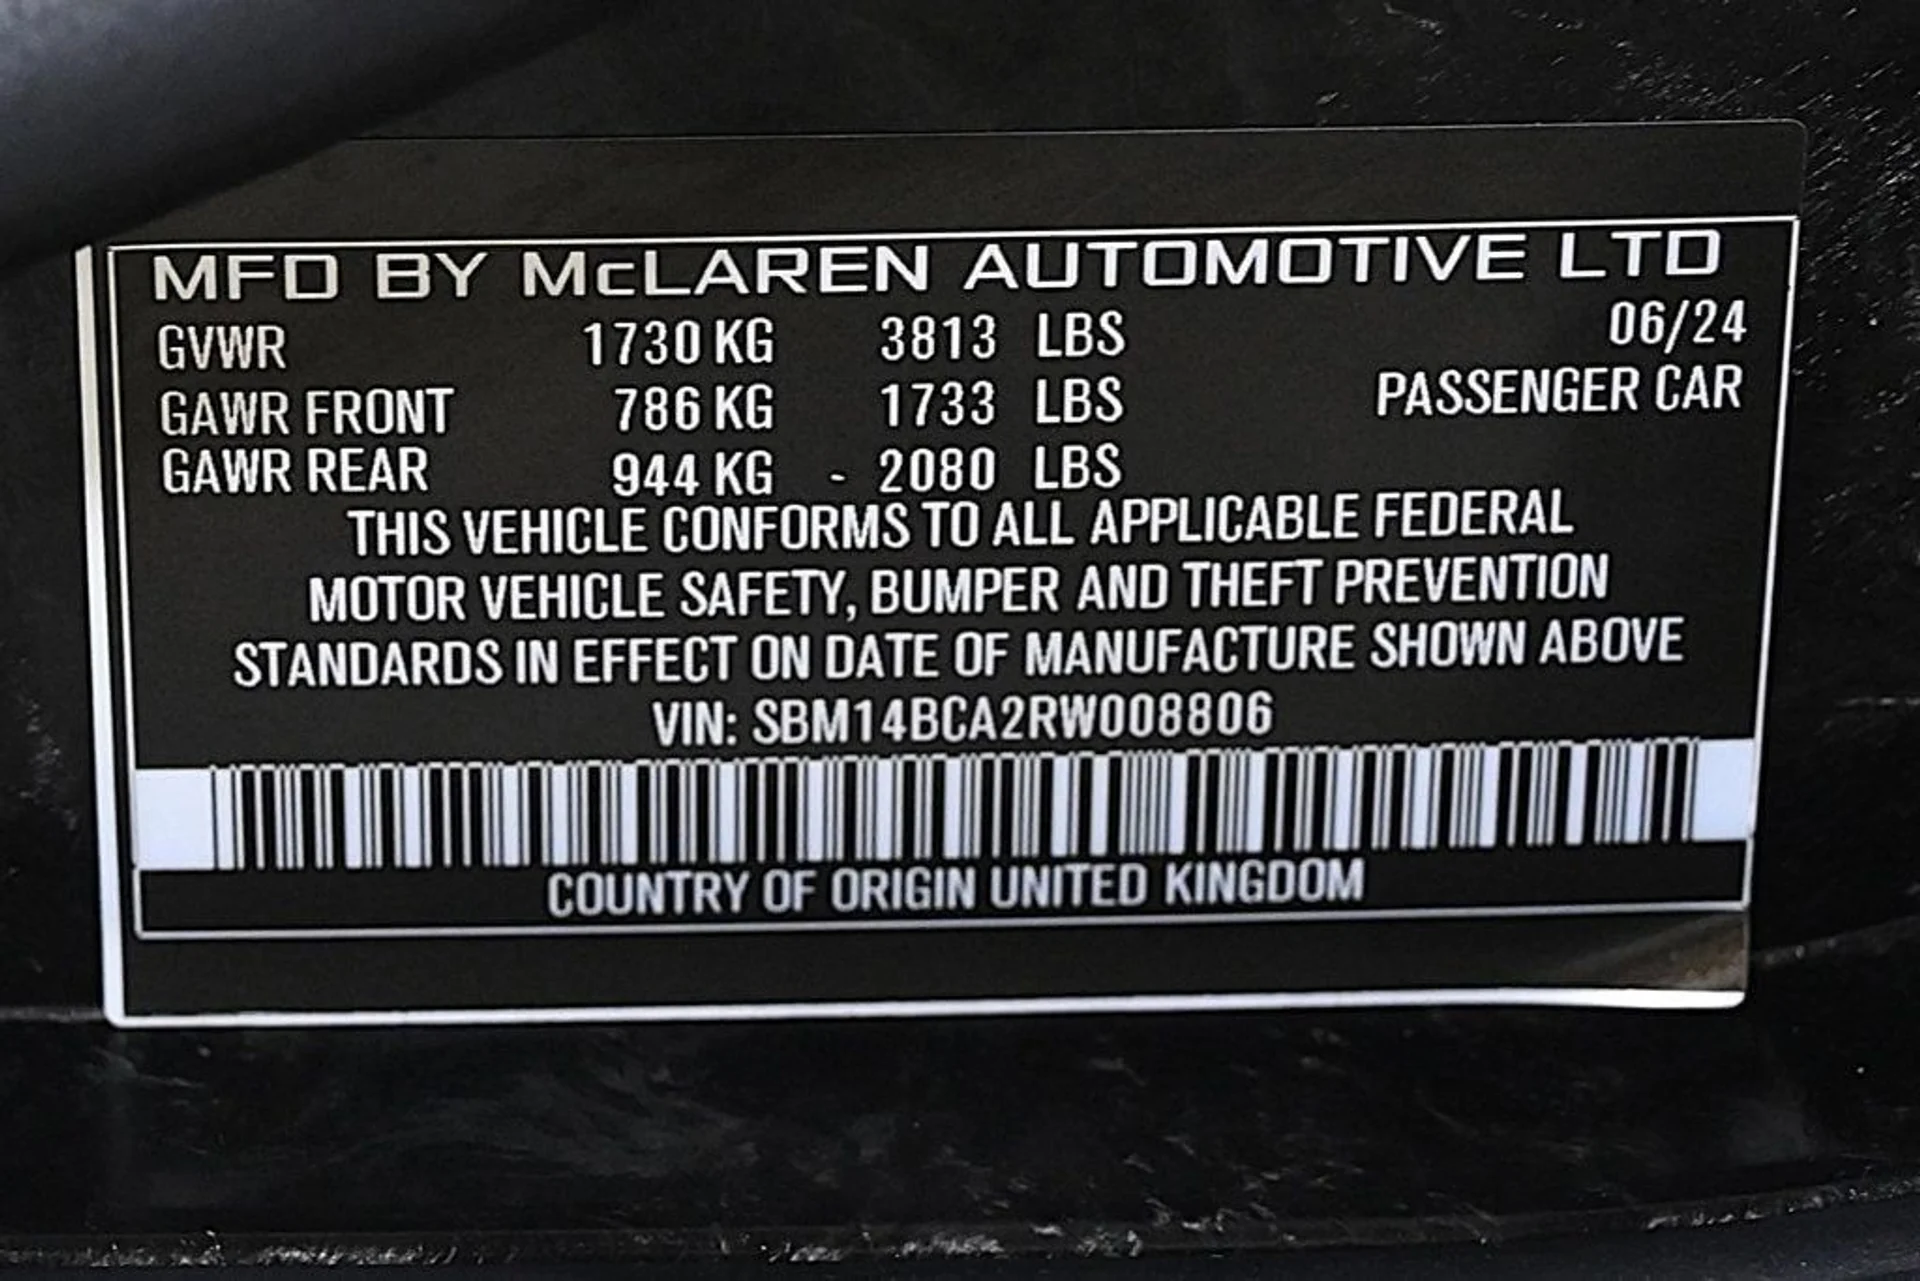 MFD BY McLAREN AUTOMOTIVE LTD
GVWR 1730 KG 3813 LBS 06/24
GAWR FRONT 786 KG 1733 LBS PASSENGER CAR
GAWR REAR 944 KG - 2080 LBS
THIS VEHICLE CONFORMS TO ALL APPLICABLE FEDERAL
MOTOR VEHICLE SAFETY, BUMPER AND THEFT PREVENTION
STANDARDS IN EFFECT ON DATE OF MANUFACTURE SHOWN ABOVE
VIN: SBM14BCA2RW008806
COUNTRY OF ORIGIN UNITED KINGDOM